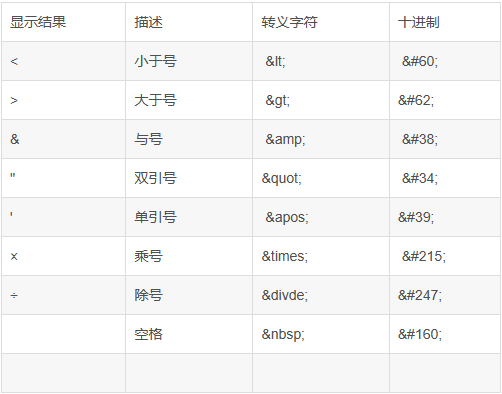 显示结果 描述 转义字符 十进制
< 小于号 &lt; &#60;
> 大于号 &gt; &#62;
& 与号 &amp; &#38;
" 双引号 &quot; &#34;
' 单引号 &apos; &#39;
× 乘号 &times; &#215;
÷ 除号 &divde; &#247;
空格 &nbsp; &#160;